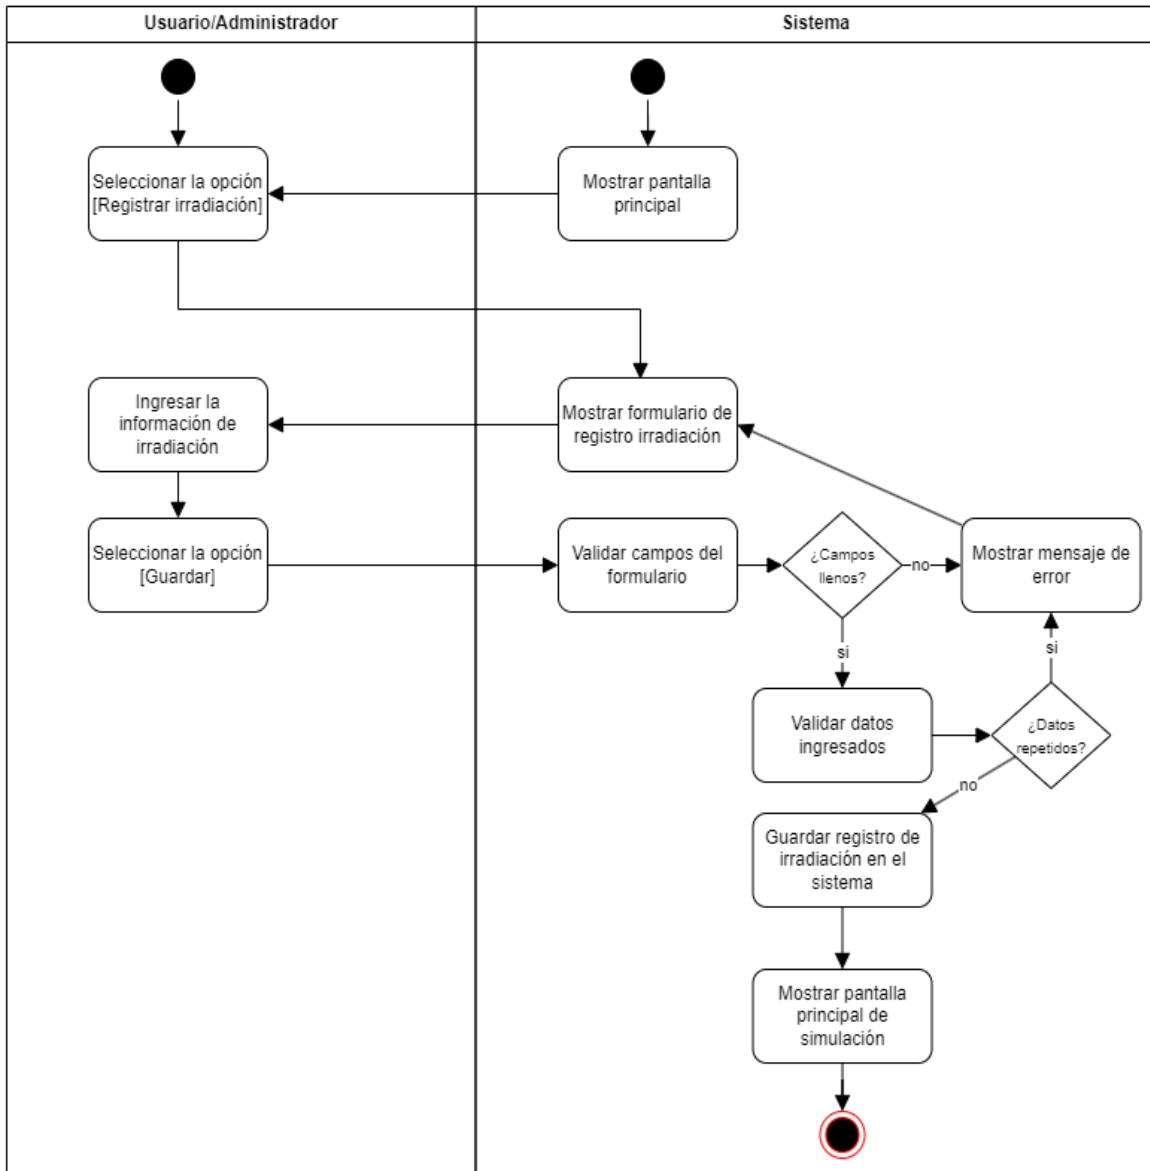 Usuario/Administrador
Sistema
Seleccionar la opción
[Registrar irradiación]
Mostrar pantalla
principal
Ingresar la
información de
irradiación
Mostrar formulario de
registro irradiación
Seleccionar la opción
[Guardar]
Validar campos del
formulario
¿Campos
llenos?
no
Mostrar mensaje de
error
si
si
Validar datos
ingresados
¿Datos
repetidos?
no
Guardar registro de
irradiación en el
sistema
Mostrar pantalla
principal de
simulación